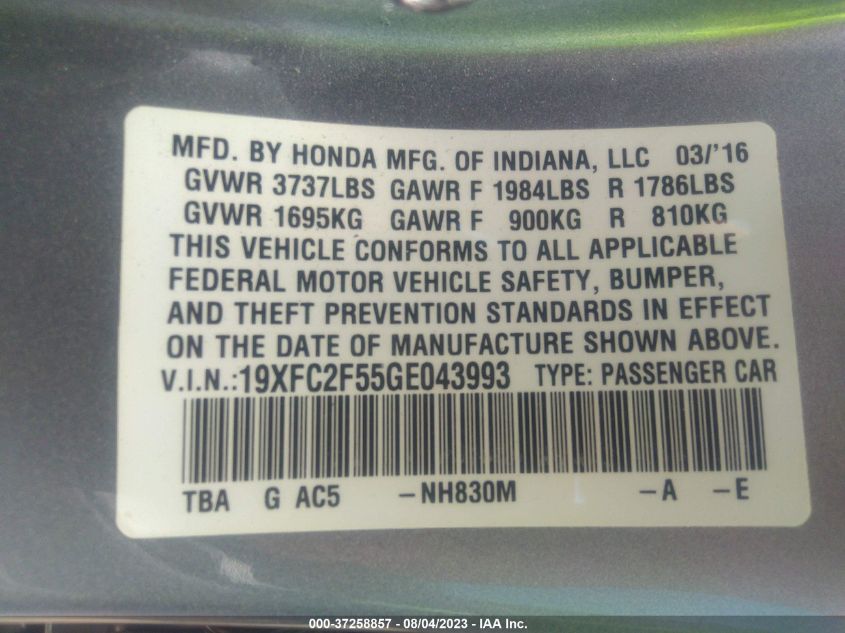 MFD. BY HONDA MFG. OF INDIANA, LLC 03/'16
GVWR 3737LBS GAWR F 1984LBS R 1786LBS
GVWR 1695KG GAWR F 900KG R 810KG
THIS VEHICLE CONFORMS TO ALL APPLICABLE
FEDERAL MOTOR VEHICLE SAFETY, BUMPER,
AND THEFT PREVENTION STANDARDS IN EFFECT
ON THE DATE OF MANUFACTURE SHOWN ABOVE.
V.I.N.:19XFC2F55GE043993 TYPE: PASSENGER CAR
TBA G AC5 -NH830M -A -E
000-37258857 - 08/04/2023 - IAA Inc.